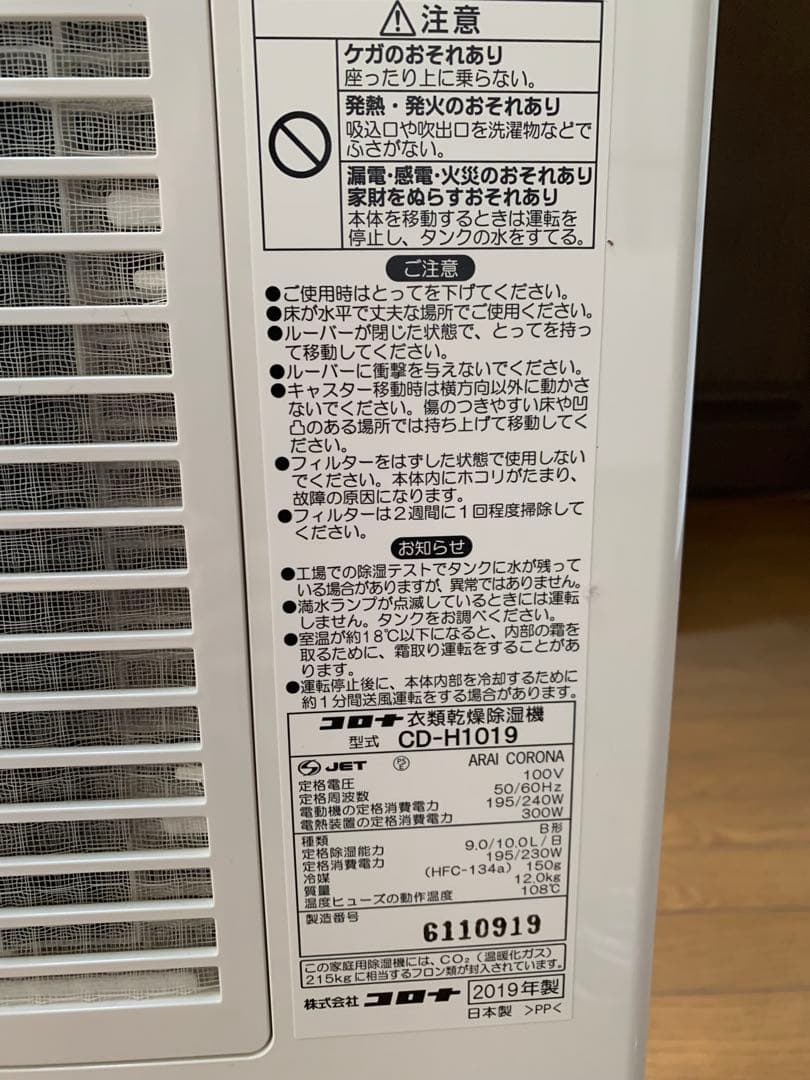 ⚠注意
ケガのおそれあり
座ったり上に乗らない。
発熱・発火のおそれあり
吸込口や吹出口を洗濯物などで
ふさがない。
漏電・感電・火災のおそれあり
家財をぬらすおそれあり
本体を移動するときは運転を
停止し、タンクの水をすてる。
ご注意
●ご使用時はとってを下げてください。
●床が水平で丈夫な場所でご使用ください。
●ルーバーが閉じた状態で、とってを持っ
て移動してください。
●ルーバーに衝撃を与えないでください。
●キャスター移動時は横方向以外に動かさ
ないでください。傷のつきやすい床や凹
凸のある場所では持ち上げて移動してく
ださい。
●フィルターをはずした状態で使用しない
でください。本体内にホコリがたまり、
故障の原因になります。
●フィルターは2週間に1回程度掃除して
ください。
お知らせ
●工場での除湿テストでタンクに水が残って
いる場合がありますが、異常ではありません。
●満水ランプが点滅しているときには運転
しません。タンクをお調べください。
●室温が約18℃以下になると、内部の霜を
取るために、霜取り運転をすることがあ
ります。
●運転停止後に、本体内部を冷却するために
約1分間送風運転をする場合があります。
コロナ衣類乾燥除湿機
型式 CD-H1019
JET ARAI CORONA
定格電圧 100V
定格周波数 50/60Hz
電動機の定格消費電力 195/240W
電熱装置の定格消費電力 300W
種類 B形
定格除湿能力 9.0/10.0L/日
定格消費電力 195/230W
冷媒 (HFC-134a) 150g
質量 12.0kg
温度ヒューズの動作温度 108℃
製造番号 6110919
この家庭用除湿機には、CO₂(温暖化ガス)
215kgに相当するフロン類が封入されています。
株式会社 コロナ 2019年製
日本製 >PP<